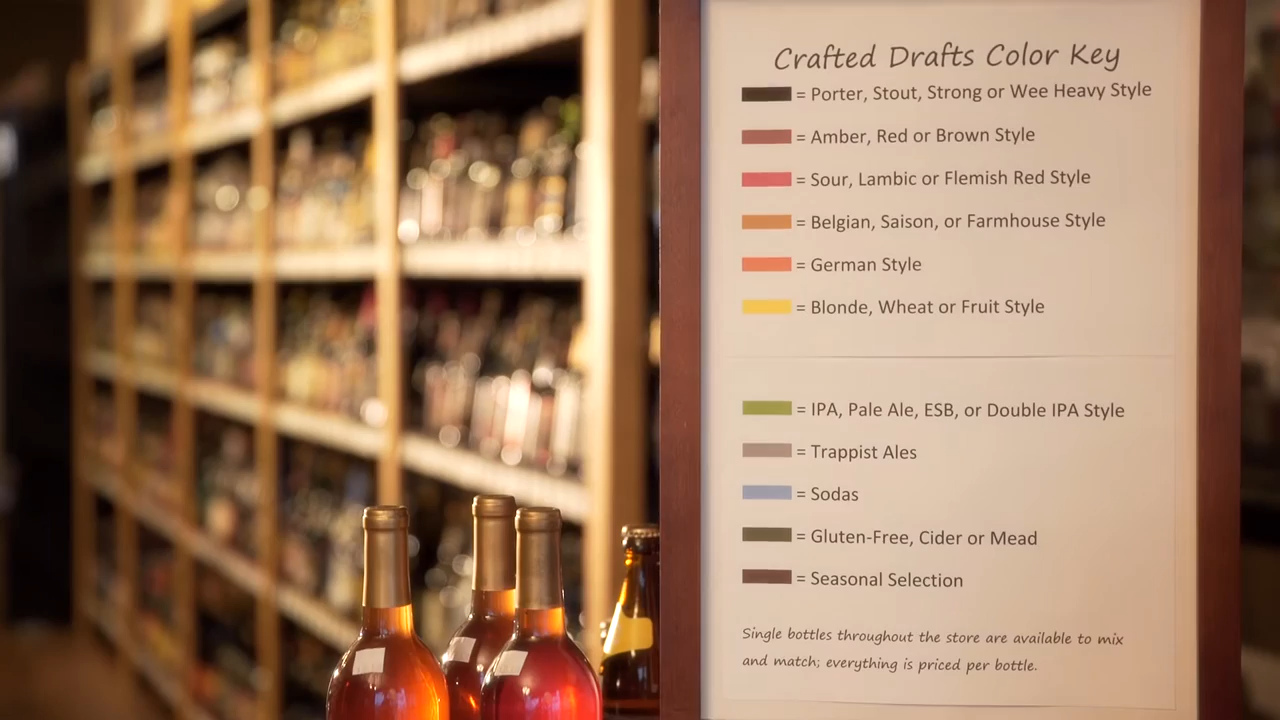 Crafted Drafts Color Key
= Porter, Stout, Strong or Wee Heavy Style
= Amber, Red or Brown Style
= Sour, Lambic or Flemish Red Style
= Belgian, Saison, or Farmhouse Style
= German Style
= Blonde, Wheat or Fruit Style
= IPA, Pale Ale, ESB, or Double IPA Style
= Trappist Ales
= Sodas
= Gluten-Free, Cider or Mead
= Seasonal Selection
Single bottles throughout the store are available to mix
and match; everything is priced per bottle.